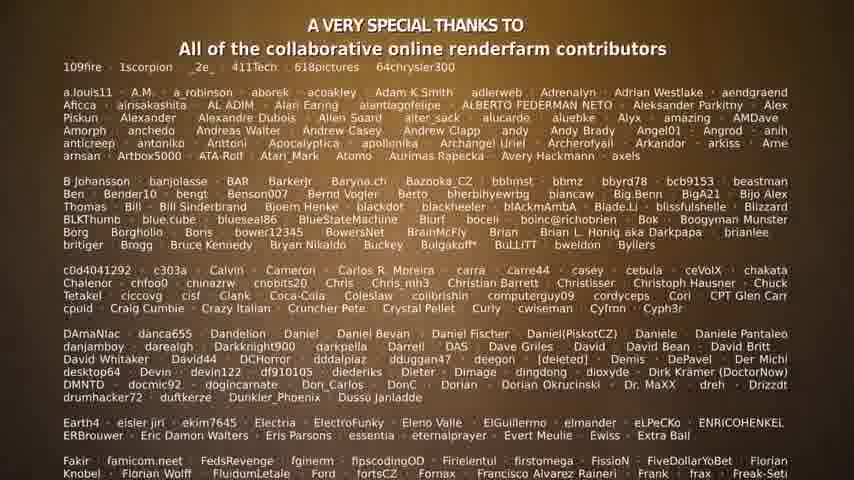 A VERY SPECIAL THANKS TO
All of the collaborative online renderfarm contributors
109fire · 1scorpion · _2e_ · 411Tech · 618pictures · 64chrysler300
a.louis11 · A.M. · a_robinson · aborek · acoakley · Adam K Smith · adlerweb · Adrenalyn · Adrian Westlake · aendgraend
Aficca · airisakashita · AL ADIM · Alan Earing · alantiagofelipe · ALBERTO FEDERMAN NETO · Aleksander Parkitny · Alex
Piskun · Alexander · Alexandre Dubois · Allen Soard · alter_sack · alucardc · aluebke · Alyx · amazing · AMDave
Amorph · anchedo · Andreas Walter · Andrew Casey · Andrew Clapp · andy · Andy Brady · Angel01 · Angrod · anih
anticreep · antoniko · Anttoni · Apocalyptica · apollonika · Archangel Uriel · Archerofaiil · Arkandor · arkiss · Arne
arnsan · Artbox5000 · ATA-Roll · Atari_Mark · Atomo · Aurimas Rapecka · Avery Hackmann · axels
B Johansson · banjolasse · BAR · BarkerJr · Baryna.ch · Bazooka_CZ · bbhmst · bbmz · bbyrd78 · bcb9153 · beastman
Ben · Bender10 · bengt · Benson007 · Bernd Vogler · Berto · bherbihyewrbg · biancaw · Big.Benn · BigA21 · Bijo Alex
Thomas · Bill · Bill Sinderbrand · Bjoern Henke · blackdot · blackheeler · blAckmAmbA · Blade.Li · blissfulnelle · Blizzard
BLKThumb · blue.cube · blueseal86 · BlueStateMachine · Blurf · boceli · boinc@richobrien · Bok · Boogyman Munster
Borg · Borgholio · Boris · bower12345 · BowersNet · BrainMcFly · Brian · Brian L. Honig aka Darkpapa · brianlee
britiger · Brogg · Bruce Kennedy · Bryan Nikaldo · Buckey · Bulgakoff* · BuLLiTT · bweldon · Byllers
c0d4041292 · c303a · Calvin · Cameron · Carlos R. Moreira · carra · carre44 · casey · cebula · ceVoIX · chakata
Chalenor · chfoo0 · chinazrw · cnobits20 · Chris · Chris_mh3 · Christian Barrett · Christisser · Christoph Hausner · Chuck
Tetakel · ciccovg · cisf · Clank · Coca-Cola · Coleslaw · colibrishin · computerguy09 · cordyceps · Cori · CPT Glen Carr
cpuid · Craig Cumbie · Crazy Italian · Cruncher Pete · Crystal Pellet · Curly · cwiseman · Cyfron · Cyph3r
DAmaNIac · danca655 · Dandelion · Daniel · Daniel Bevan · Daniel Fischer · Daniel(PiskotCZ) · Daniele · Daniele Pantaleo
danjamboy · darealgh · Darkknight900 · darkpella · Darrell · DAS · Dave Griles · David · David Bean · David Britt
David Whitaker · David44 · DCHorror · dddalplaz · dduggan47 · deegon · [deleted] · Demis · DePavel · Der Michi
desktop64 · Devin · devin122 · df910105 · diederiks · Dieter · Dimage · dingdong · dioxyde · Dirk Krämer (DoctorNow)
DMNTD · docmic92 · dogincarnate · Don_Carlos · DonC · Dorian · Dorian Okrucinski · Dr. MaXX · dreh · Drizzdt
drumhacker72 · duftkerze · Dunkler_Phoenix · Dussu Janladde
Earth4 · eisler jiri · ekim7645 · Electria · ElectroFunky · Eleno Valle · ElGuillermo · elmander · eLPeCKo · ENRICOHENKEL
ERBrouwer · Eric Damon Walters · Eris Parsons · essentia · eternalprayer · Evert Meulie · Ewiss · Extra Ball
Fakir · famicom.neet · FedsRevenge · fginerm · fipscodingOD · Firielentul · firstomega · FissioN · FiveDollarYoBet · Florian
Knobel · Florian Wolff · FluidomLetale · Ford · fortsCZ · Fornax · Francisco Alvarez Raineri · Frank · frax · Freak-Seti